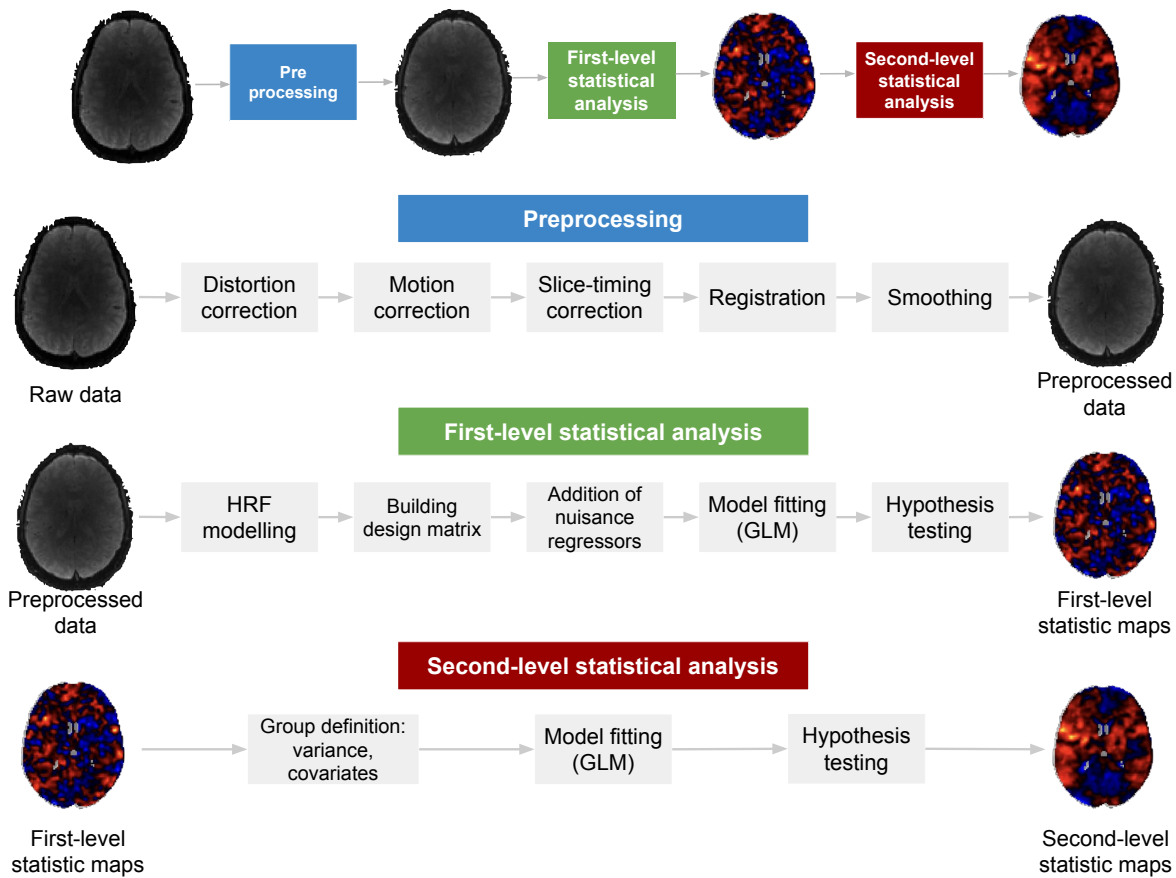 Pre
processing
First-level
statistical
analysis
Second-level
statistical
analysis
Preprocessing
Distortion
correction
Motion
correction
Slice-timing
correction
Registration
Smoothing
Raw data
Preprocessed
data
First-level statistical analysis
HRF
modelling
Building
design matrix
Addition of
nuisance
regressors
Model fitting
(GLM)
Hypothesis
testing
Preprocessed
data
First-level
statistic maps
Second-level statistical analysis
Group definition:
variance,
covariates
Model fitting
(GLM)
Hypothesis
testing
First-level
statistic maps
Second-level
statistic maps